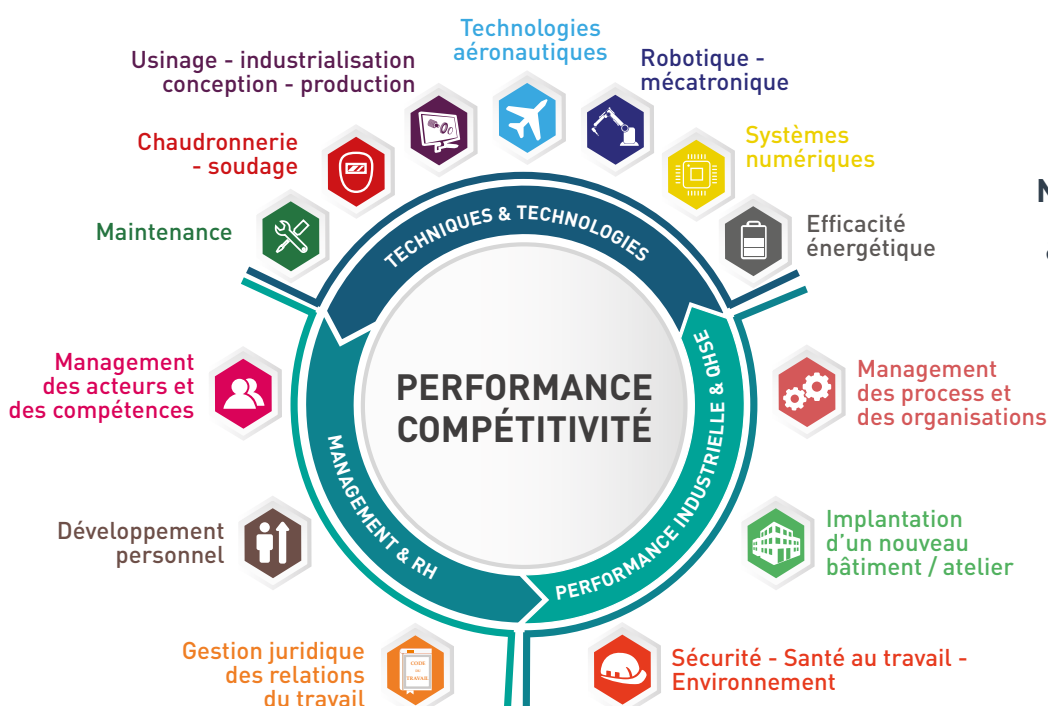 Technologies
aéronautiques
Usinage - industrialisation
conception - production
Robotique -
mécatronique
Chaudronnerie
- soudage
Systèmes
numériques
Maintenance
Efficacité
énergétique
TECHNIQUES & TECHNOLOGIES
PERFORMANCE
COMPÉTITIVITÉ
Management
des acteurs et
des compétences
Management
des process et
des organisations
MANAGEMENT & RH
PERFORMANCE INDUSTRIELLE & QHSE
Développement
personnel
Implantation
d'un nouveau
bâtiment / atelier
Gestion juridique
des relations
du travail
CODE
DU
TRAVAIL
Sécurité - Santé au travail -
Environnement